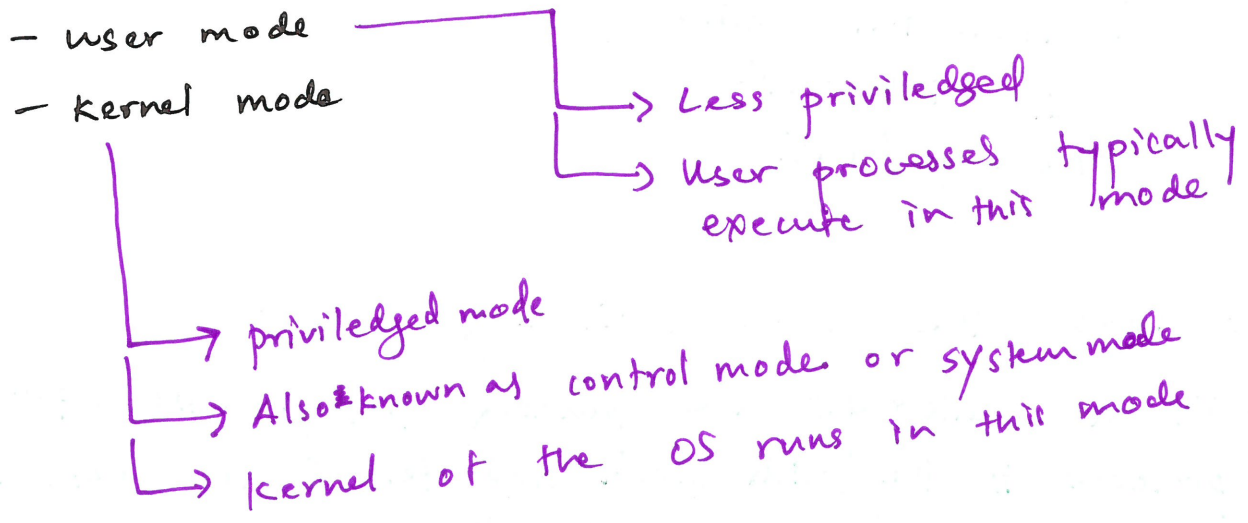 - user mode
- kernel mode
Less priviledged
User processes typically
execute in this mode
priviledged mode
Also known as control mode or system mode
kernel of the OS runs in this mode